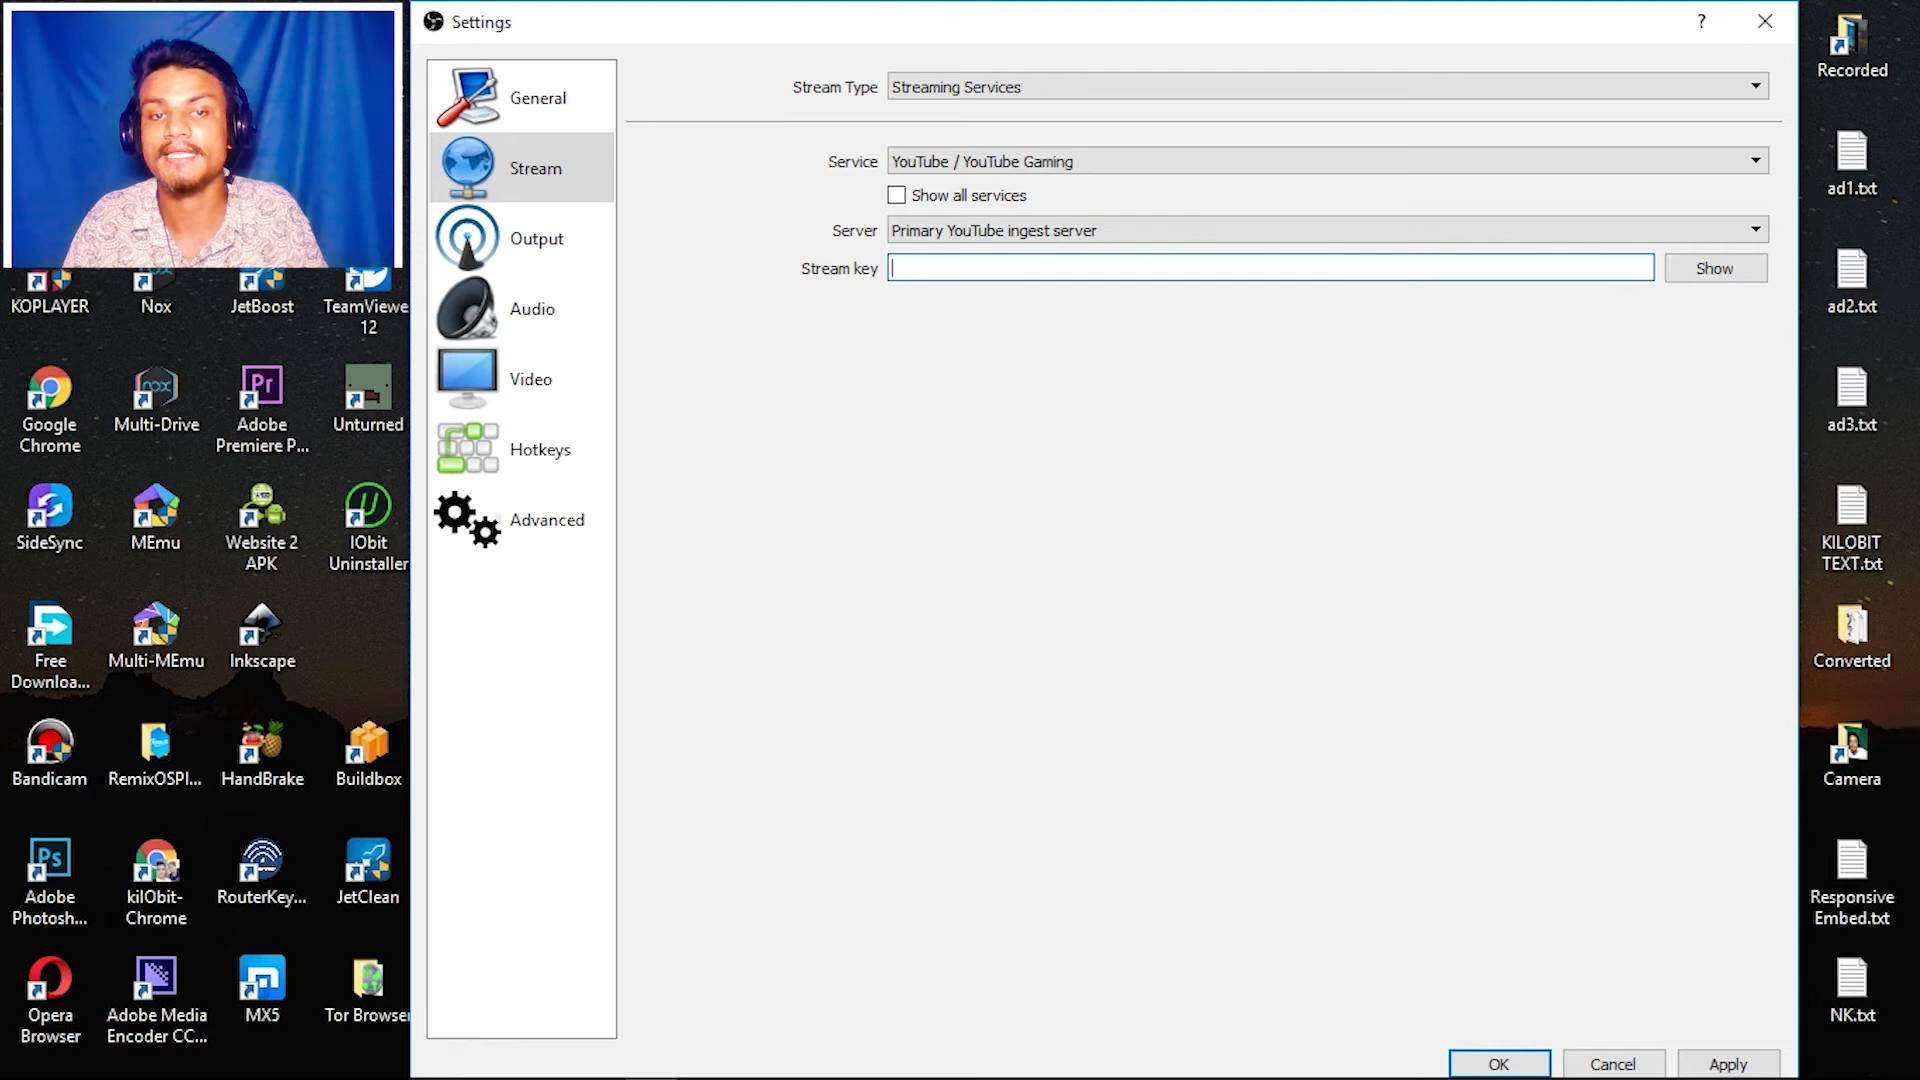 Settings
?
General
Stream
Output
Audio
Video
Hotkeys
Advanced
Stream Type
Streaming Services
Service
YouTube / YouTube Gaming
Show all services
Server
Primary YouTube ingest server
Stream key
Show
OK
Cancel
Apply
KOPLAYER
Nox
JetBoost
TeamViewe
12
Google
Chrome
Multi-Drive
Adobe
Premiere P...
Unturned
SideSync
MEmu
Website 2
APK
IObit
Uninstaller
Free
Downloa...
Multi-MEmu
Inkscape
Bandicam
RemixOSPl...
HandBrake
Buildbox
Adobe
Photosh...
kilObit-
Chrome
RouterKey...
JetClean
Opera
Browser
Adobe Media
Encoder CC...
MX5
Tor Browser
Recorded
ad1.txt
ad2.txt
ad3.txt
KILOBIT
TEXT.txt
Converted
Camera
Responsive
Embed.txt
NK.txt
nox
Pr
Ps